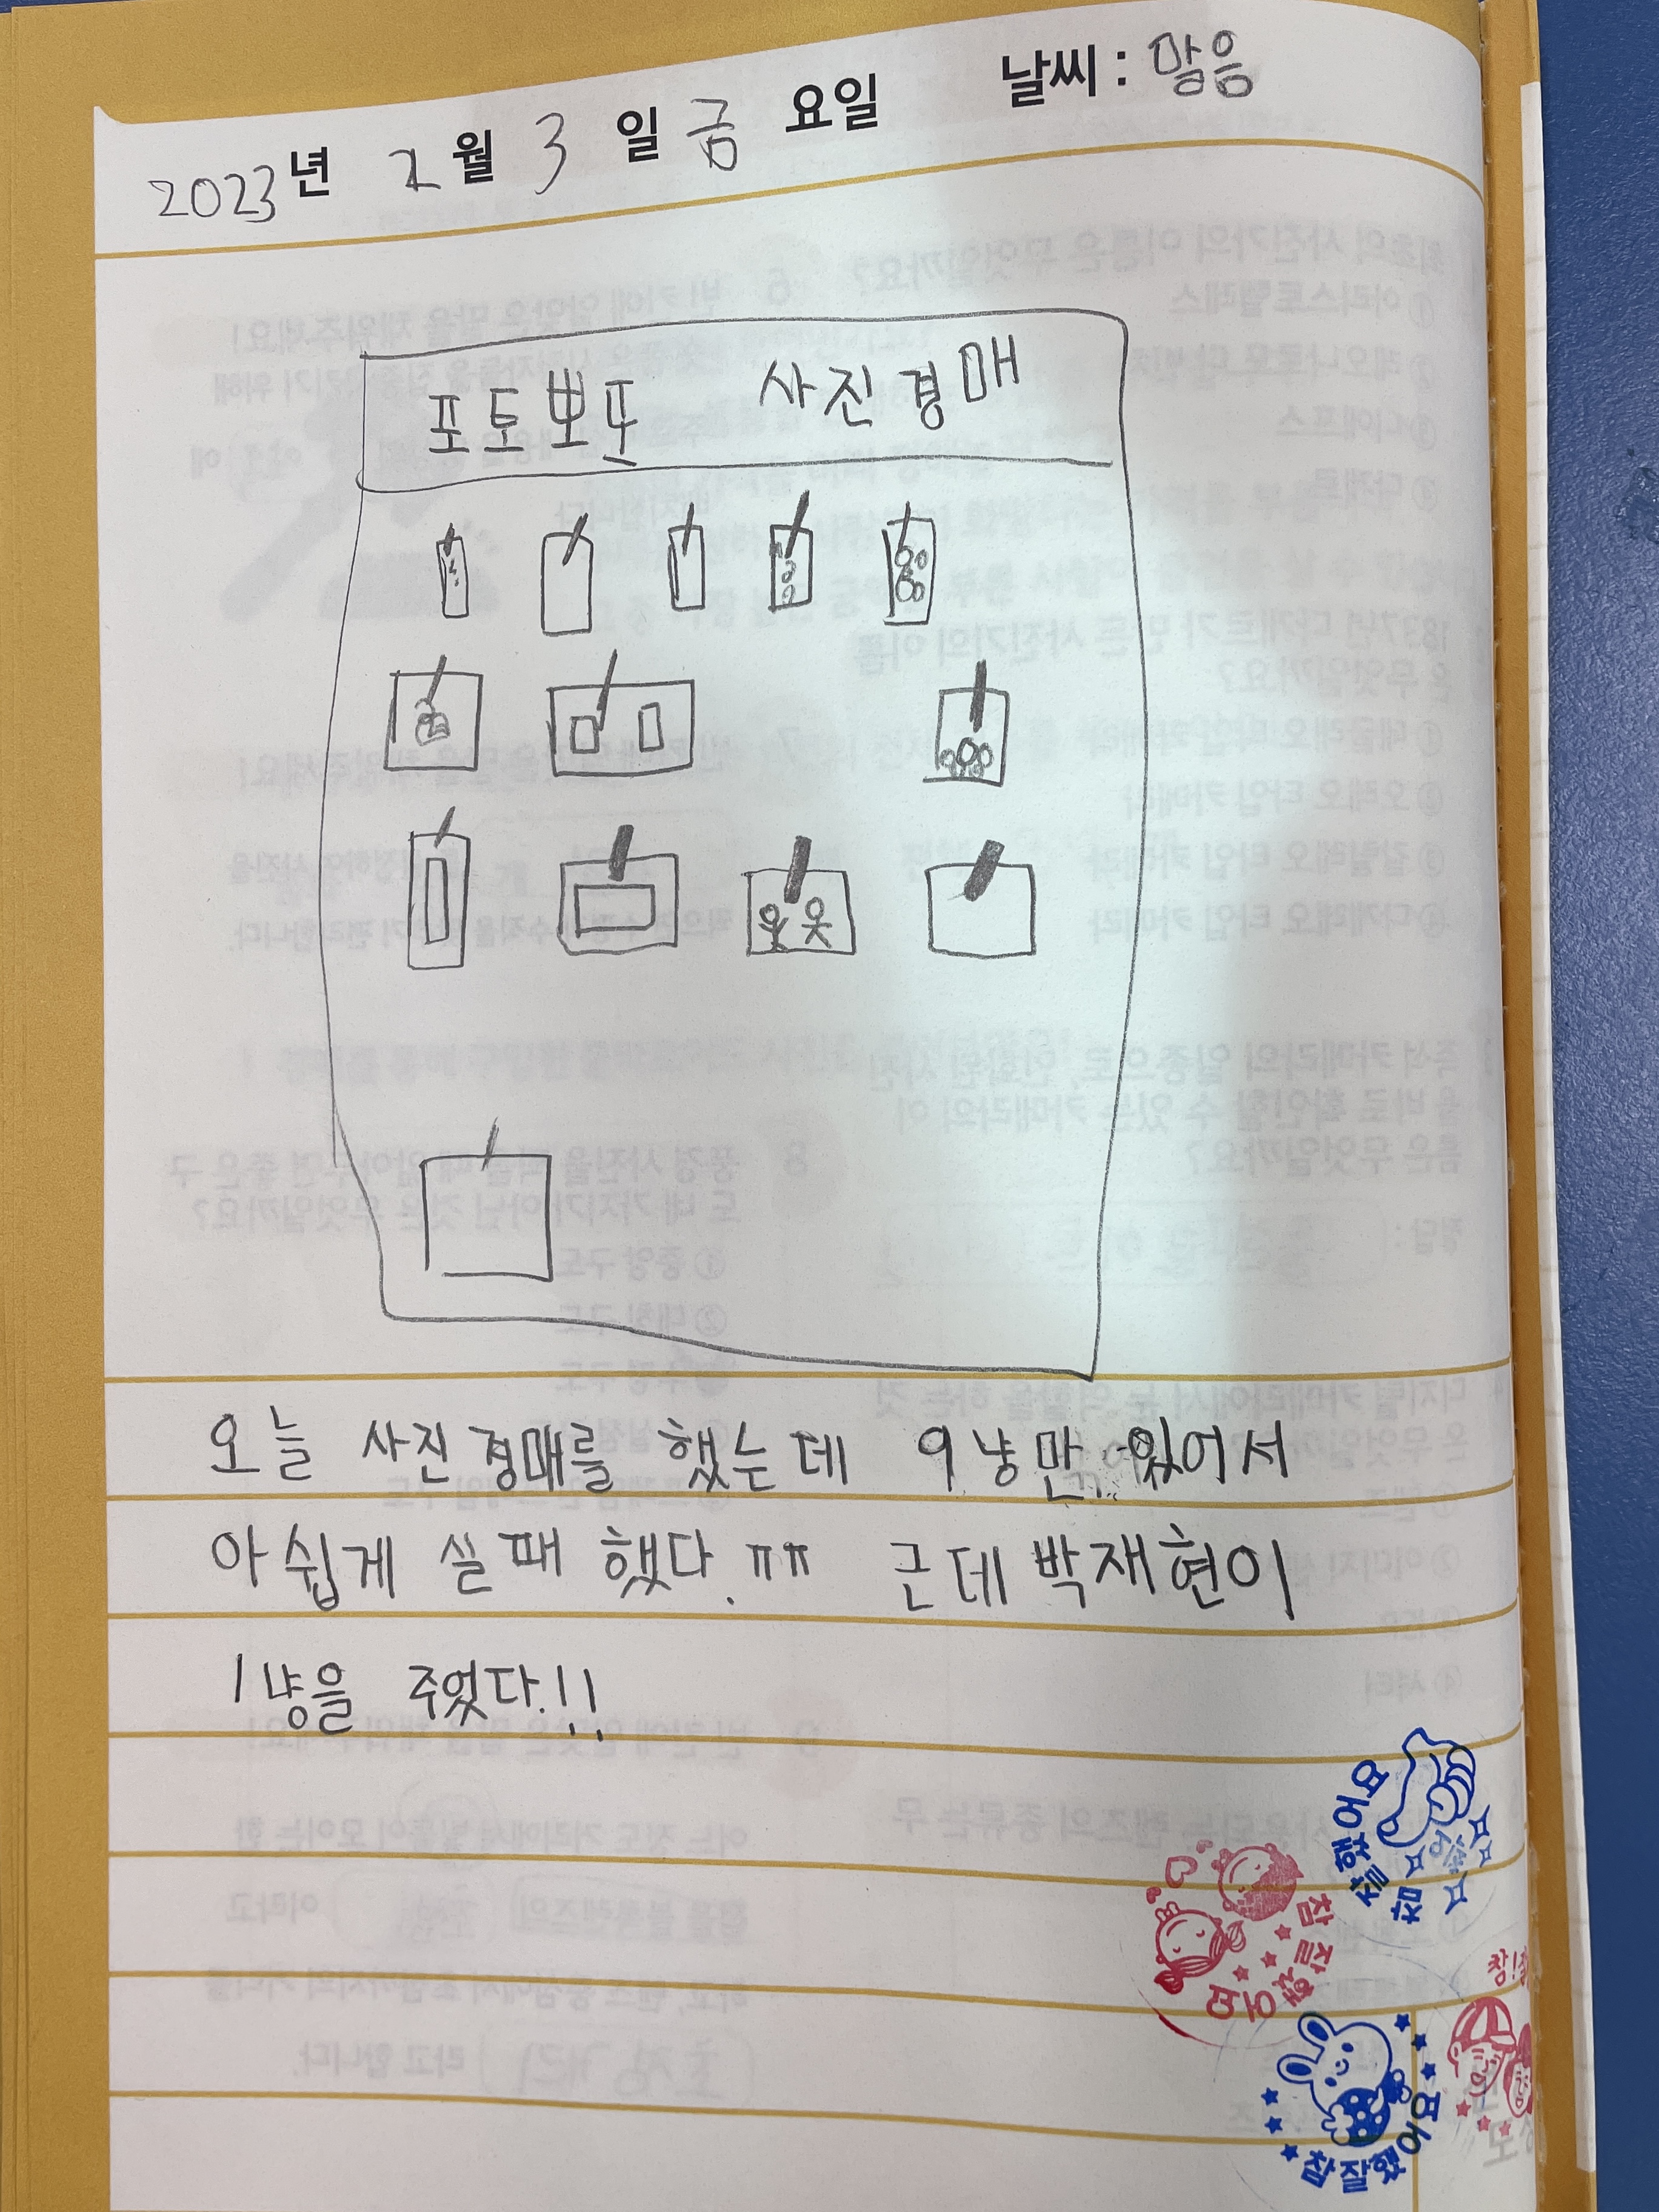 2023년 2월 3일 금요일 날씨 : 맑음
포토뽀또 사진경매
오늘 사진경매를 했는데 9냥만 있어서
아쉽게 실패했다. ㅠㅠ 근데 박재현이
1냥을 주었다!!
참 잘했어요
참 잘했어요
참 잘했어요